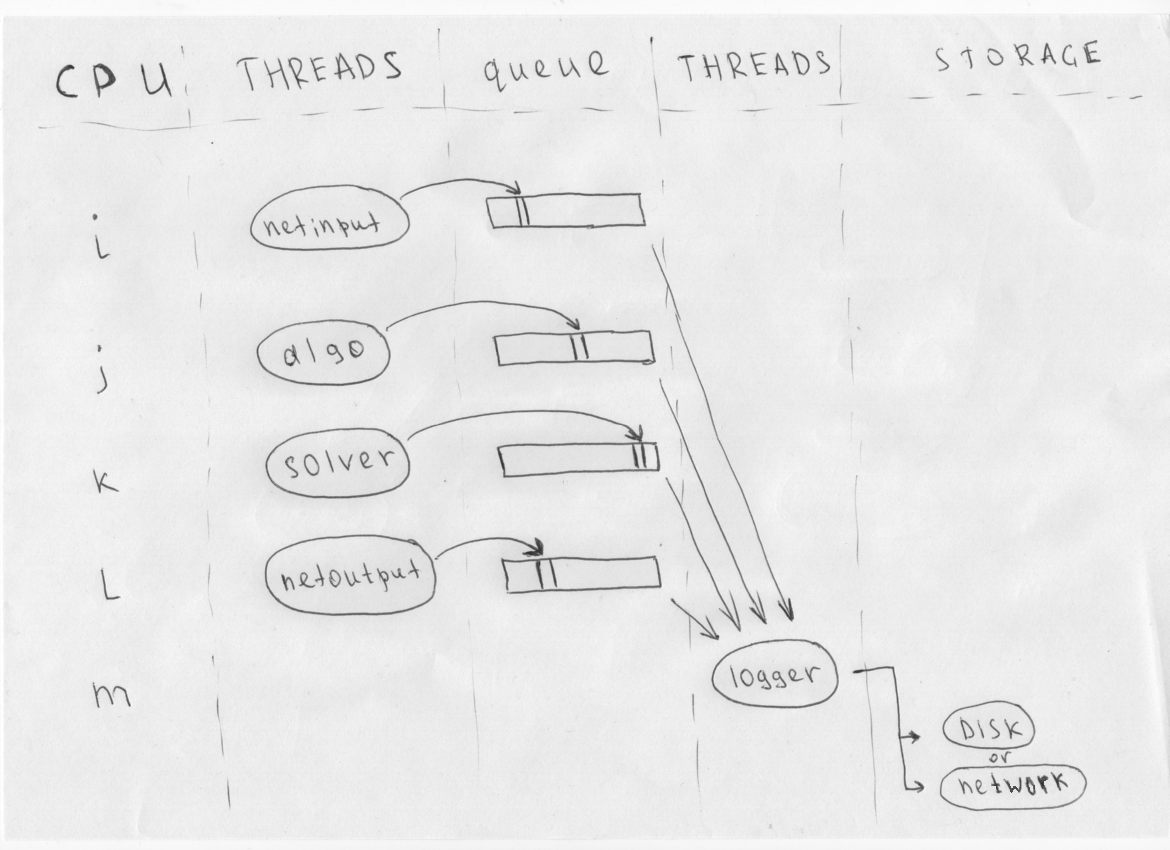 CPU THREADS queue THREADS STORAGE
i netinput
j algo
k solver
L netoutput
m logger
DISK
or
network